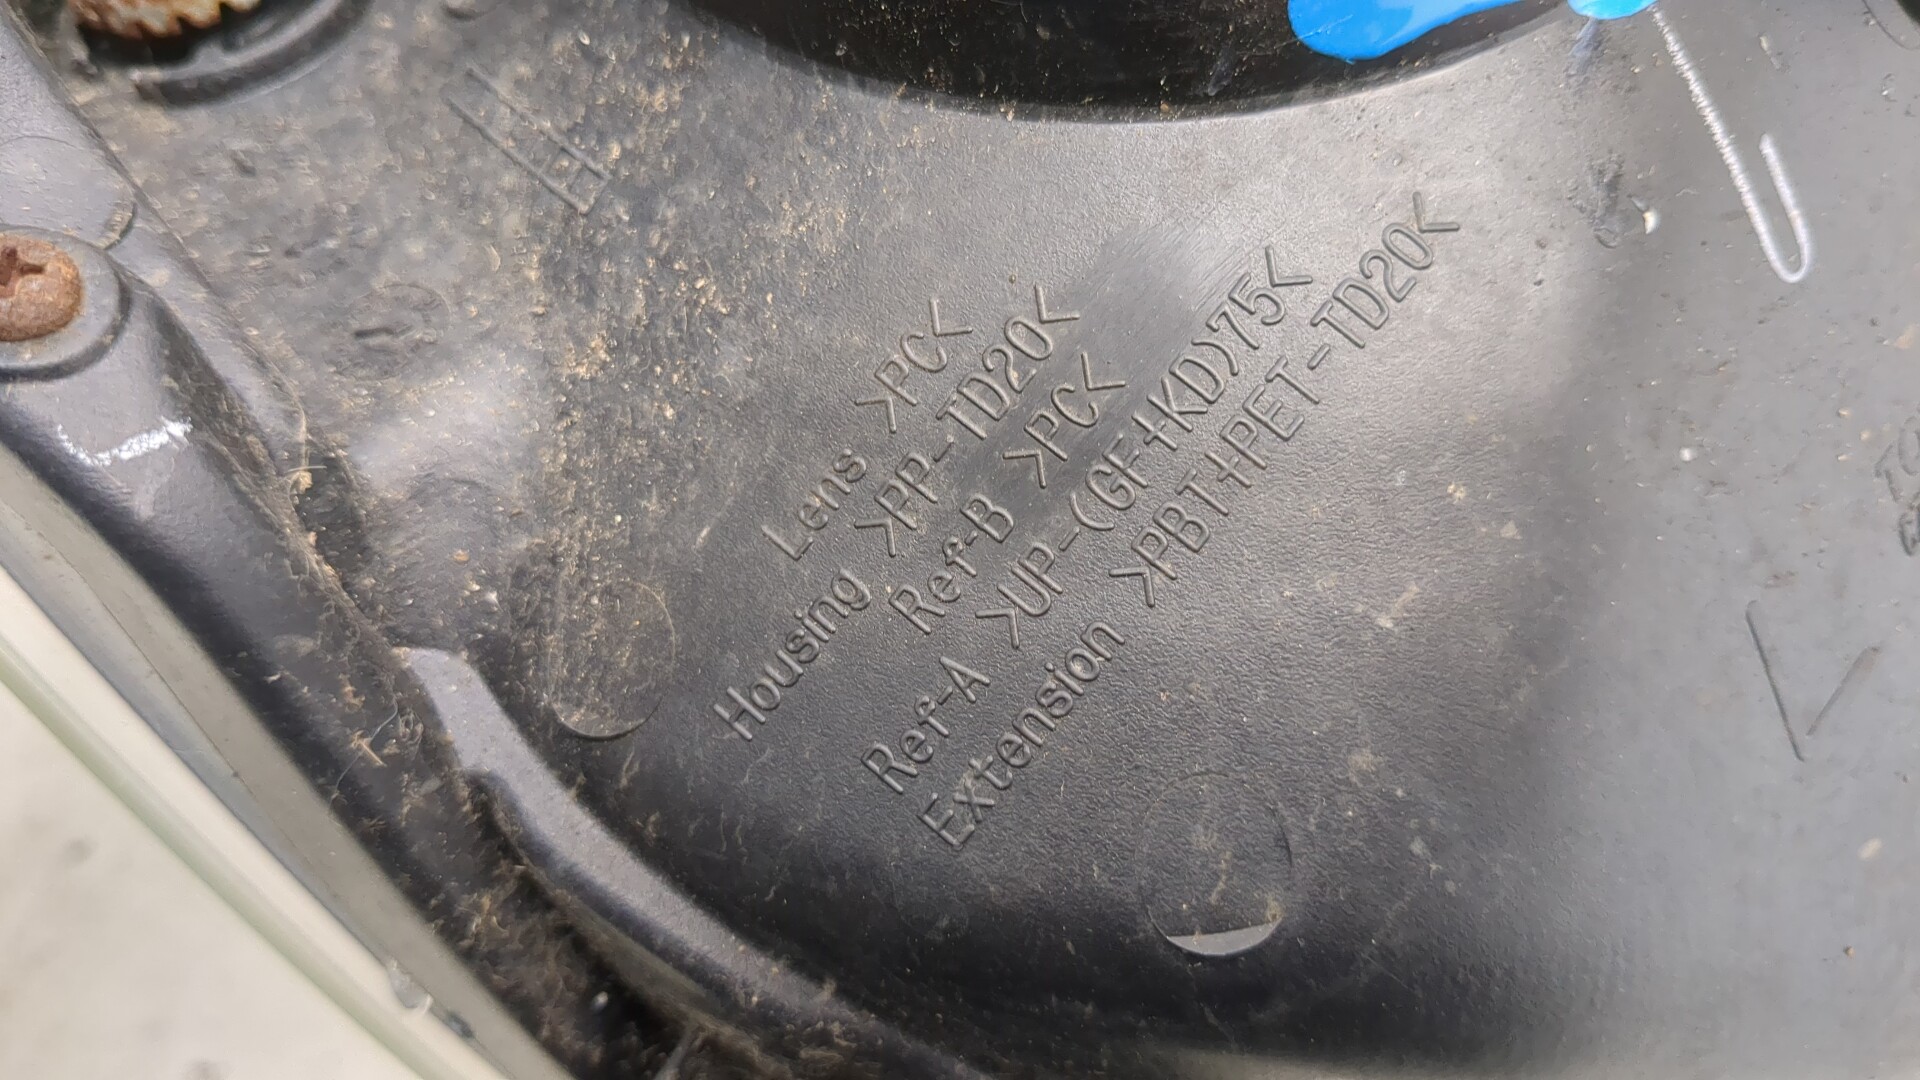 Lens >PC<
Housing >PP-TD20<
Ref-B >PC<
Ref-A >UP-(GF+KD)75<
Extension >PBT+PET-TD20<